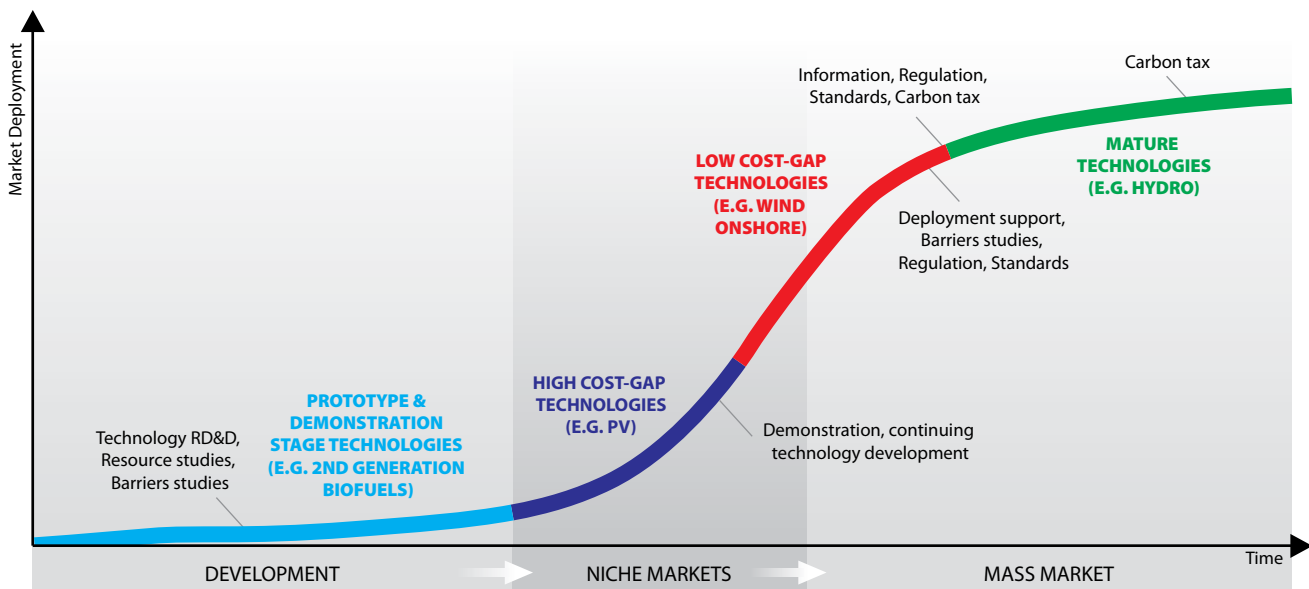 Market Deployment
Technology RD&D,
Resource studies,
Barriers studies
PROTOTYPE &
DEMONSTRATION
STAGE TECHNOLOGIES
(E.G. 2ND GENERATION
BIOFUELS)
HIGH COST-GAP
TECHNOLOGIES
(E.G. PV)
Demonstration, continuing
technology development
LOW COST-GAP
TECHNOLOGIES
(E.G. WIND
ONSHORE)
Information, Regulation,
Standards, Carbon tax
Deployment support,
Barriers studies,
Regulation, Standards
Carbon tax
MATURE
TECHNOLOGIES
(E.G. HYDRO)
Time
DEVELOPMENT
NICHE MARKETS
MASS MARKET